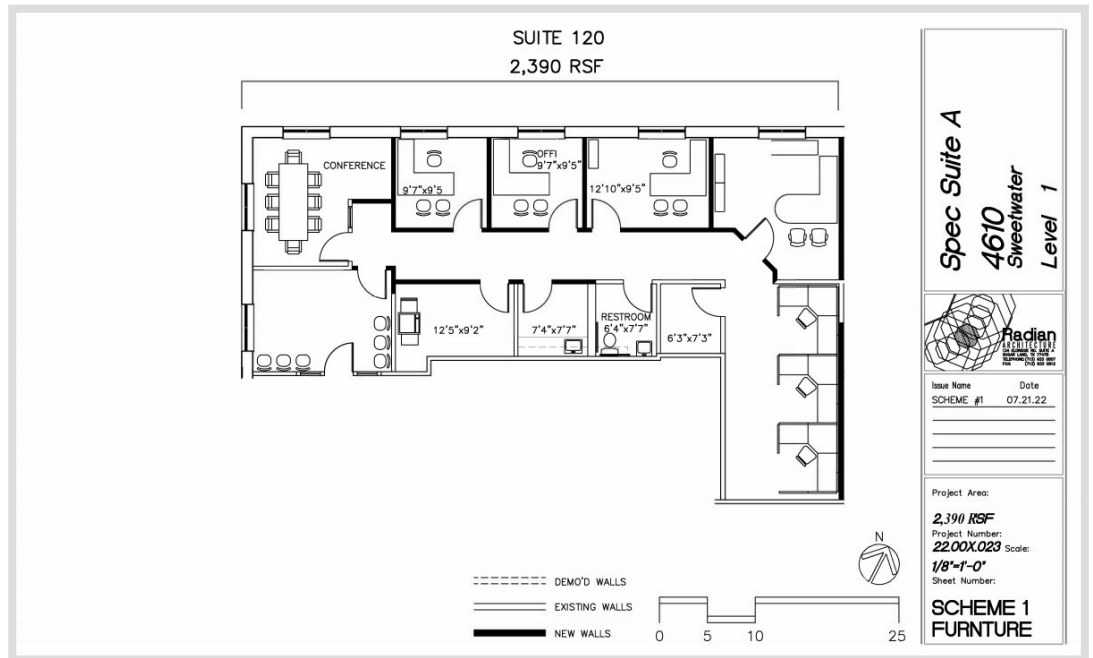 SUITE 120
2,390 RSF
CONFERENCE
9'7"x9'5
OFFI
9'7"x9'5"
12'10"x9'5"
12'5"x9'2"
7'4"x7'7"
RESTROOM
6'4"x7'7"
6'3"x7'3"
DEMO'D WALLS
EXISTING WALLS
NEW WALLS
N
0 5 10 25
Spec Suite A
4610
Sweetwater
Level 1
Radian
ARCHITECTURE
Issue Name Date
SCHEME #1 07.21.22
Project Area:
2,390 RSF
Project Number:
22.00X.023 Scale:
1/8"=1'-0"
Sheet Number:
SCHEME 1
FURNTURE